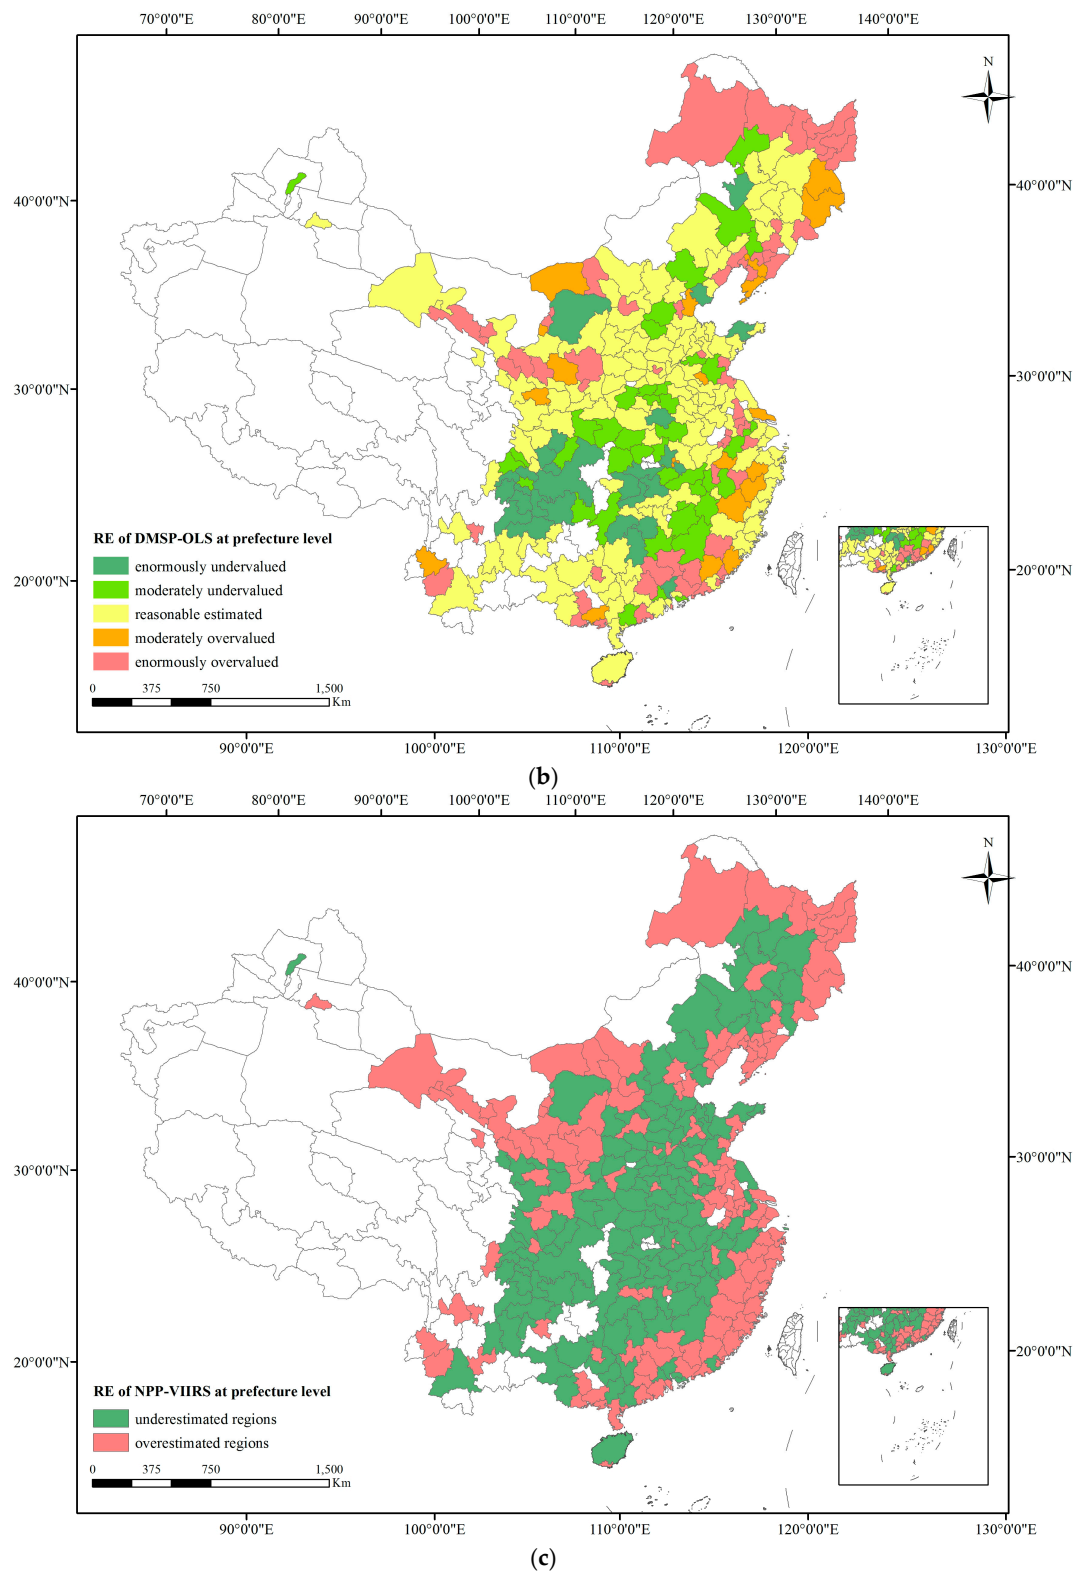 70°0'0"E 80°0'0"E 90°0'0"E 100°0'0"E 110°0'0"E 120°0'0"E 130°0'0"E 140°0'0"E
N
40°0'0"N 40°0'0"N
30°0'0"N 30°0'0"N
20°0'0"N 20°0'0"N
RE of DMSP-OLS at prefecture level
enormously undervalued
moderately undervalued
reasonable estimated
moderately overvalued
enormously overvalued
0 375 750 1,500
Km
90°0'0"E 100°0'0"E 110°0'0"E 120°0'0"E 130°0'0"E
(b)
70°0'0"E 80°0'0"E 90°0'0"E 100°0'0"E 110°0'0"E 120°0'0"E 130°0'0"E 140°0'0"E
N
40°0'0"N 40°0'0"N
30°0'0"N 30°0'0"N
20°0'0"N 20°0'0"N
RE of NPP-VIIRS at prefecture level
underestimated regions
overestimated regions
0 375 750 1,500
Km
90°0'0"E 100°0'0"E 110°0'0"E 120°0'0"E 130°0'0"E
(c)